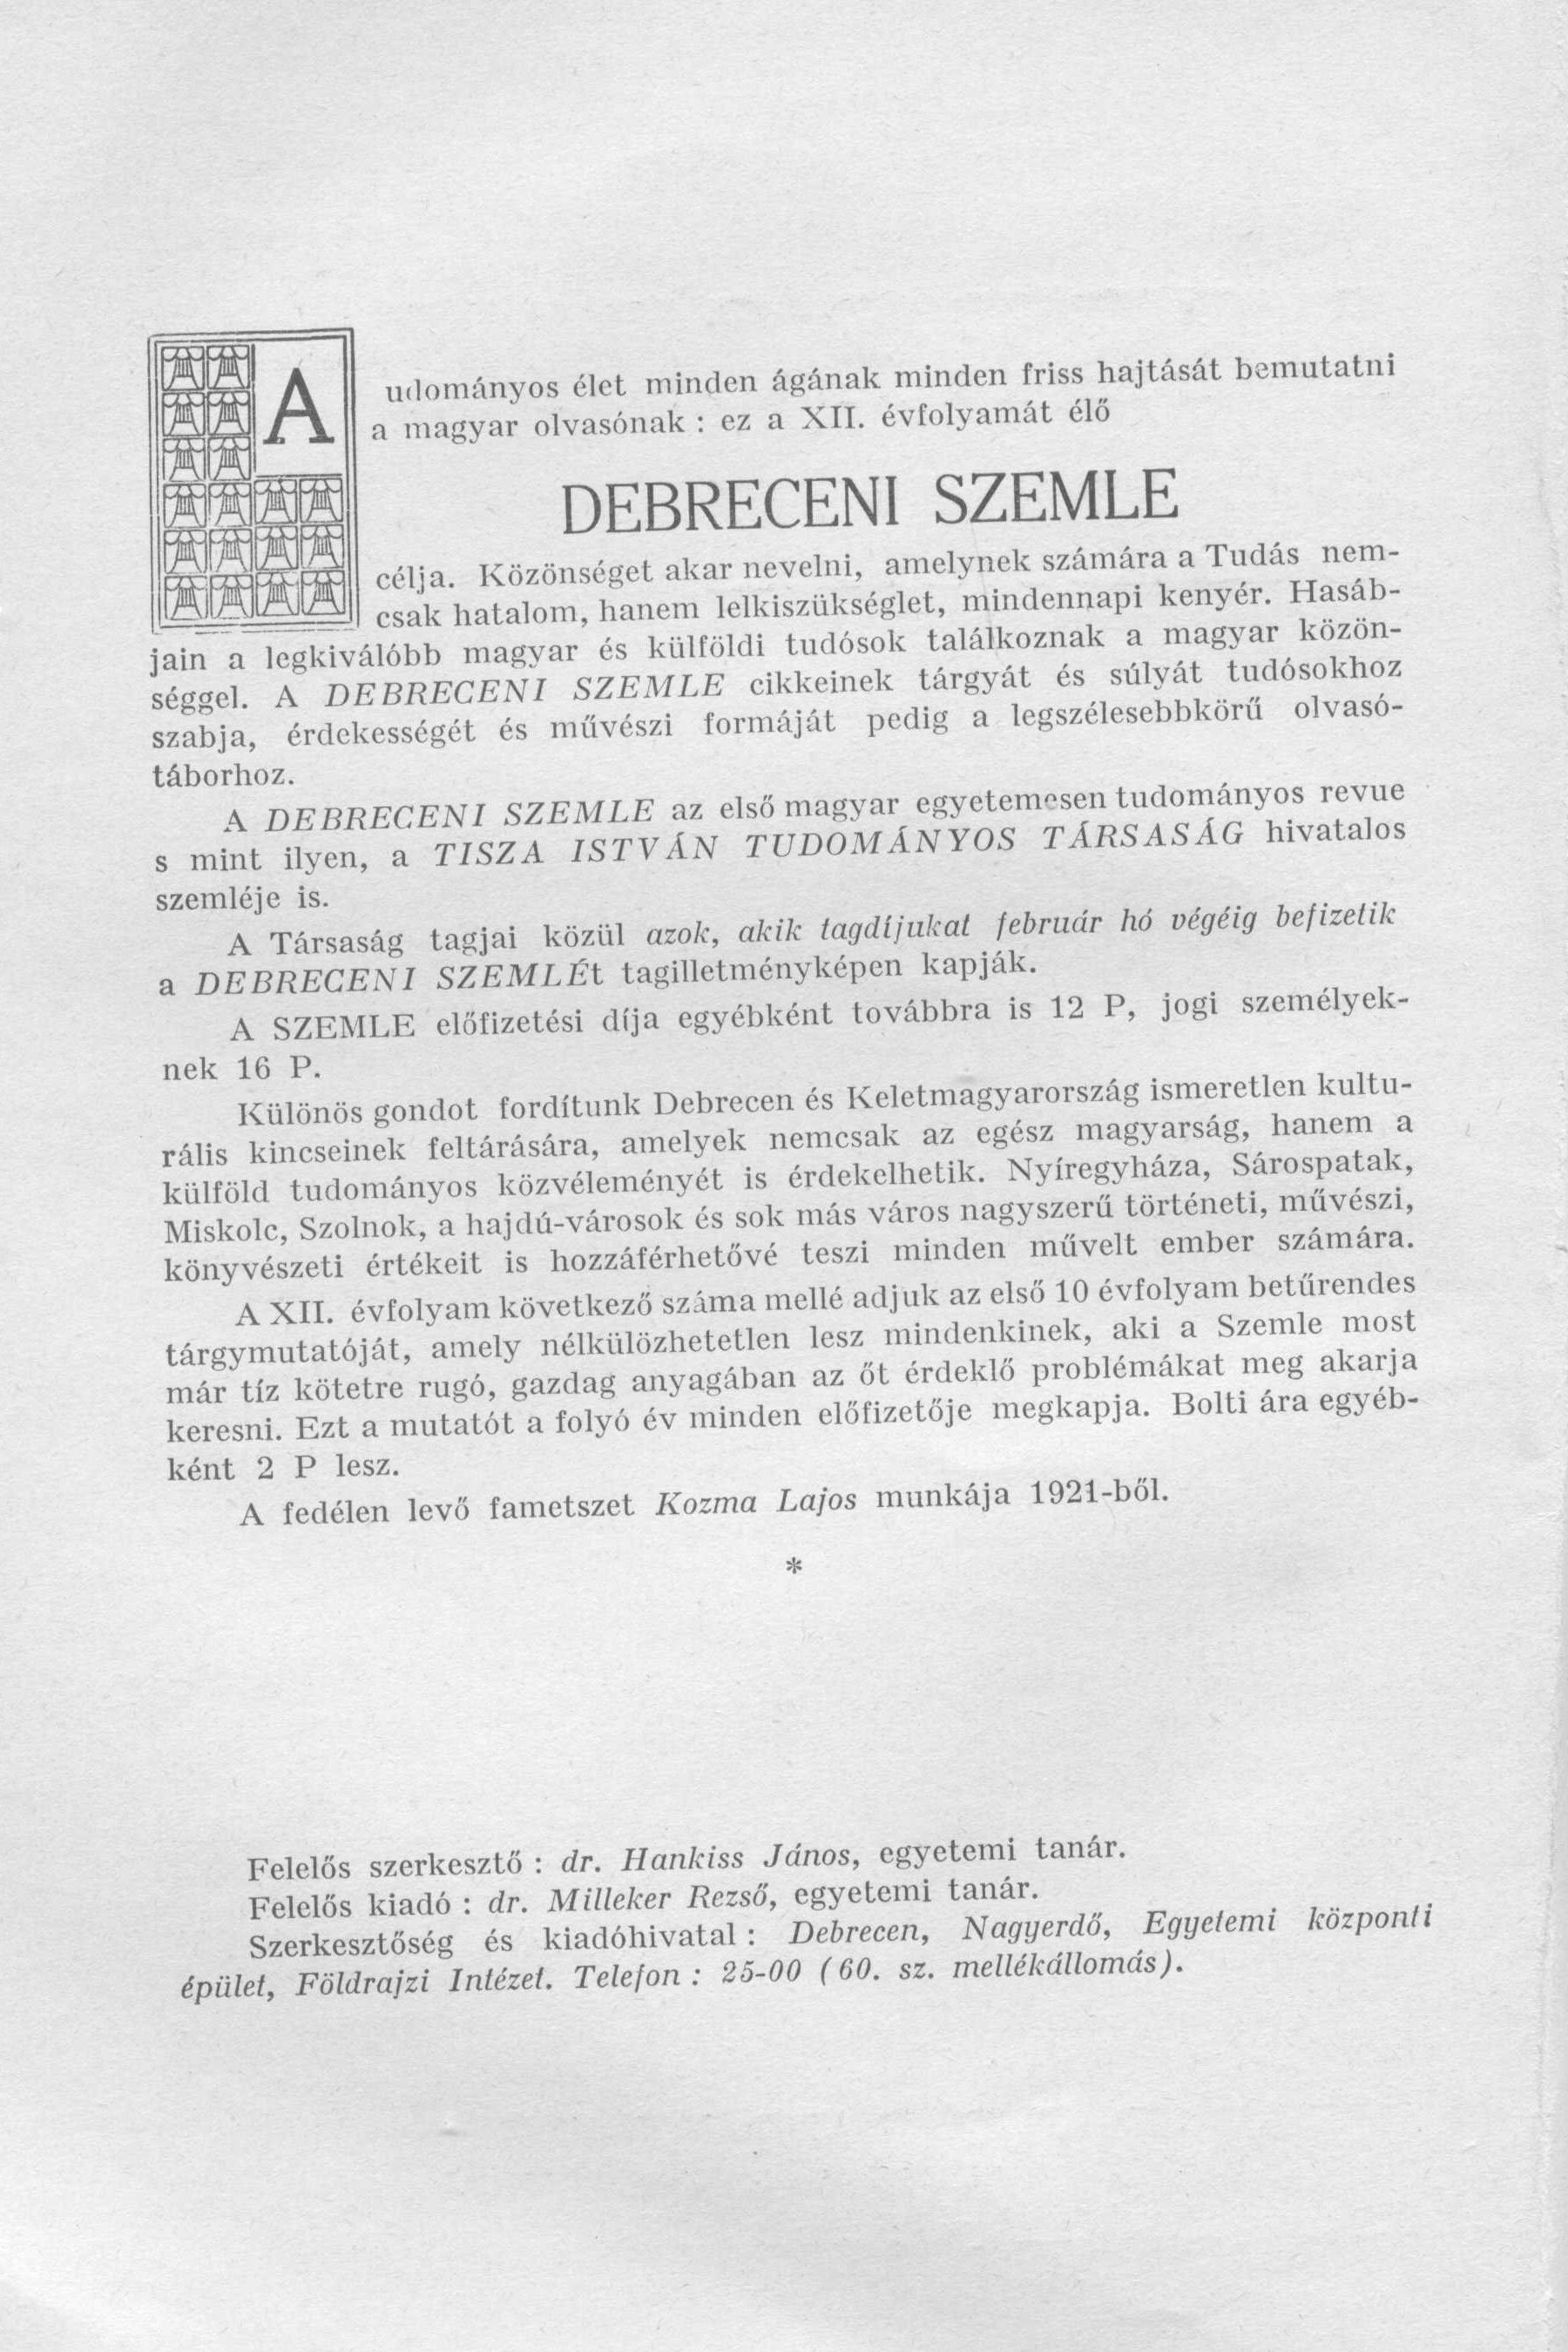 A
udományos élet minden ágának minden friss hajtását bemutatni
a magyar olvasónak : ez a XII. évfolyamát élő
DEBRECENI SZEMLE
célja. Közönséget akar nevelni, amelynek számára a Tudás nem-
csak hatalom, hanem lelkiszükséglet, mindennapi kenyér. Hasáb-
jain a legkiválóbb magyar és külföldi tudósok találkoznak a magyar közön-
séggel. A DEBRECENI SZEMLE cikkeinek tárgyát és súlyát tudósokhoz
szabja, érdekességét és művészi formáját pedig a legszélesebbkörű olvasó-
táborhoz.
A DEBRECENI SZEMLE az első magyar egyetemesen tudományos revue
s mint ilyen, a TISZA ISTVÁN TUDOMÁNYOS TÁRSASÁG hivatalos
szemléje is.
A Társaság tagjai közül azok, akik tagdíjukat február hó végéig befizetik
a DEBRECENI SZEMLÉt tagilletményképen kapják.
A SZEMLE előfizetési díja egyébként továbbra is 12 P, jogi személyek-
nek 16 P.
Különös gondot fordítunk Debrecen és Keletmagyarország ismeretlen kultu-
rális kincseinek feltárására, amelyek nemcsak az egész magyarság, hanem a
külföld tudományos közvéleményét is érdekelhetik. Nyíregyháza, Sárospatak,
Miskolc, Szolnok, a hajdú-városok és sok más város nagyszerű történeti, művészi,
könyvészeti értékeit is hozzáférhetővé teszi minden művelt ember számára.
A XII. évfolyam következő száma mellé adjuk az első 10 évfolyam betűrendes
tárgymutatóját, amely nélkülözhetetlen lesz mindenkinek, aki a Szemle most
már tíz kötetre rugó, gazdag anyagában az őt érdeklő problémákat meg akarja
keresni. Ezt a mutatót a folyó év minden előfizetője megkapja. Bolti ára egyéb-
ként 2 P lesz.
A fedélen levő fametszet Kozma Lajos munkája 1921-ből.
*
Felelős szerkesztő : dr. Hankiss János, egyetemi tanár.
Felelős kiadó : dr. Milleker Rezső, egyetemi tanár.
Szerkesztőség és kiadóhivatal : Debrecen, Nagyerdő, Egyetemi központi
épület, Földrajzi Intézet. Telefon : 25-00 (60. sz. mellékállomás).